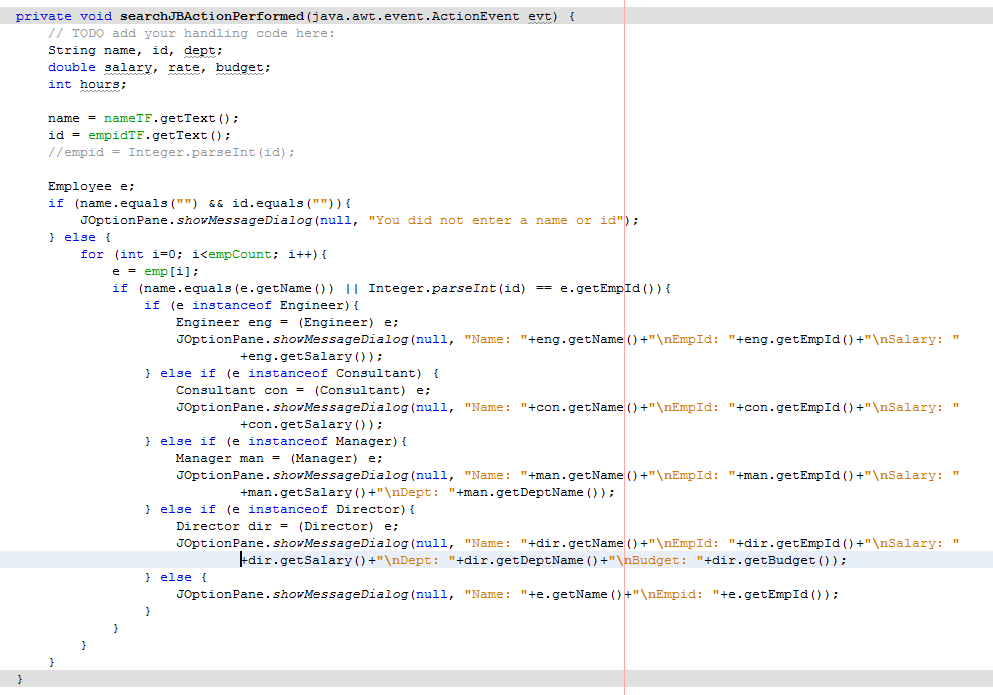 private void searchJBActionPerformed(java.awt.event.ActionEvent evt) {
    // TODO add your handling code here:
    String name, id, dept;
    double salary, rate, budget;
    int hours;

    name = nameTF.getText();
    id = empidTF.getText();
    //empid = Integer.parseInt(id);

    Employee e;
    if (name.equals("") && id.equals("")){
        JOptionPane.showMessageDialog(null, "You did not enter a name or id");
    } else {
        for (int i=0; i<empCount; i++){
            e = emp[i];
            if (name.equals(e.getName()) || Integer.parseInt(id) == e.getEmpId()){
                if (e instanceof Engineer){
                    Engineer eng = (Engineer) e;
                    JOptionPane.showMessageDialog(null, "Name: "+eng.getName()+"\nEmpId: "+eng.getEmpId()+"\nSalary: "
                            +eng.getSalary());
                } else if (e instanceof Consultant) {
                    Consultant con = (Consultant) e;
                    JOptionPane.showMessageDialog(null, "Name: "+con.getName()+"\nEmpId: "+con.getEmpId()+"\nSalary: "
                            +con.getSalary());
                } else if (e instanceof Manager){
                    Manager man = (Manager) e;
                    JOptionPane.showMessageDialog(null, "Name: "+man.getName()+"\nEmpId: "+man.getEmpId()+"\nSalary: "
                            +man.getSalary()+"\nDept: "+man.getDeptName());
                } else if (e instanceof Director){
                    Director dir = (Director) e;
                    JOptionPane.showMessageDialog(null, "Name: "+dir.getName()+"\nEmpId: "+dir.getEmpId()+"\nSalary: "
                            +dir.getSalary()+"\nDept: "+dir.getDeptName()+"\nBudget: "+dir.getBudget());
                } else {
                    JOptionPane.showMessageDialog(null, "Name: "+e.getName()+"\nEmpid: "+e.getEmpId());
                }
            }
        }
    }
}